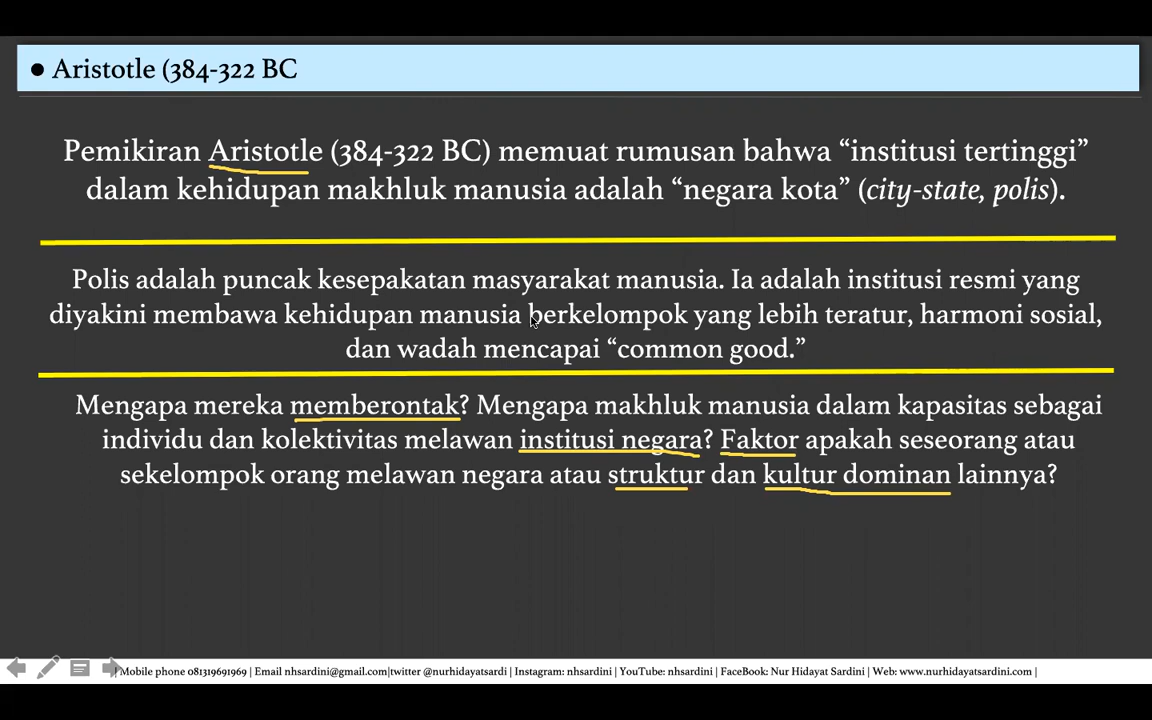 ● Aristotle (384-322 BC
Pemikiran Aristotle (384-322 BC) memuat rumusan bahwa “institusi tertinggi”
dalam kehidupan makhluk manusia adalah “negara kota” (city-state, polis).
Polis adalah puncak kesepakatan masyarakat manusia. Ia adalah institusi resmi yang
diyakini membawa kehidupan manusia berkelompok yang lebih teratur, harmoni sosial,
dan wadah mencapai “common good.”
Mengapa mereka memberontak? Mengapa makhluk manusia dalam kapasitas sebagai
individu dan kolektivitas melawan institusi negara? Faktor apakah seseorang atau
sekelompok orang melawan negara atau struktur dan kultur dominan lainnya?
| Mobile phone 081319691969 | Email nhsardini@gmail.com|twitter @nurhidayatsardi | Instagram: nhsardini | YouTube: nhsardini | FaceBook: Nur Hidayat Sardini | Web: www.nurhidayatsardini.com |